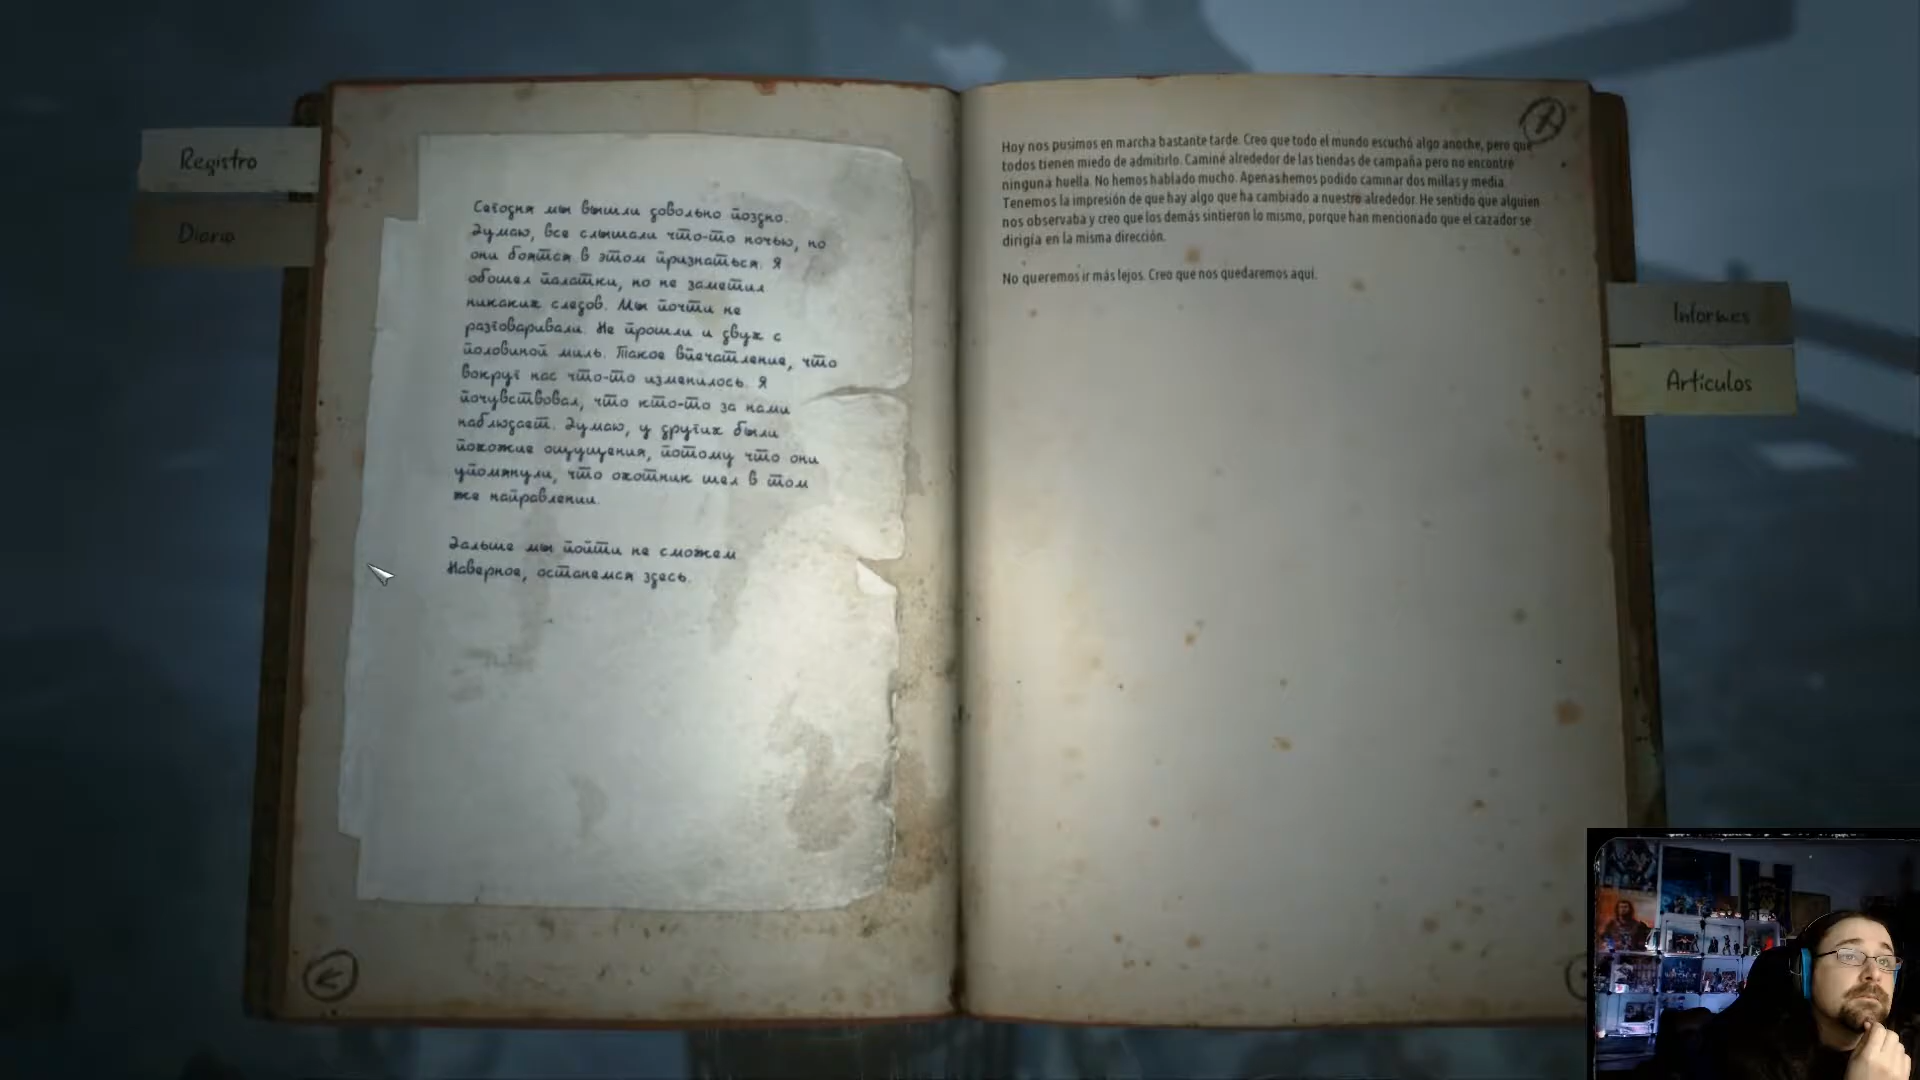 Registro
Diario
Сегодня мы вышли довольно поздно.
Думаю, все слышали что-то ночью, но
они боятся в этом признаться. Я
обошел палатки, но не заметил
никаких следов. Мы почти не
разговаривали. Не прошли и двух с
половиной миль. Такое впечатление, что
вокруг нас что-то изменилось. Я
почувствовал, что кто-то за нами
наблюдает. Думаю, у других были
похожие ощущения, потому что они
упомянули, что охотник шел в том
же направлении.
Дальше мы пойти не сможем
Наверное, останемся здесь.
Hoy nos pusimos en marcha bastante tarde. Creo que todo el mundo escuchó algo anoche, pero que
todos tienen miedo de admitirlo. Caminé alrededor de las tiendas de campaña pero no encontré
ninguna huella. No hemos hablado mucho. Apenas hemos podido caminar dos millas y media.
Tenemos la impresión de que hay algo que ha cambiado a nuestro alrededor. He sentido que alguien
nos observaba y creo que los demás sintieron lo mismo, porque han mencionado que el cazador se
dirigía en la misma dirección.
No queremos ir más lejos. Creo que nos quedaremos aquí.
Informes
Artículos